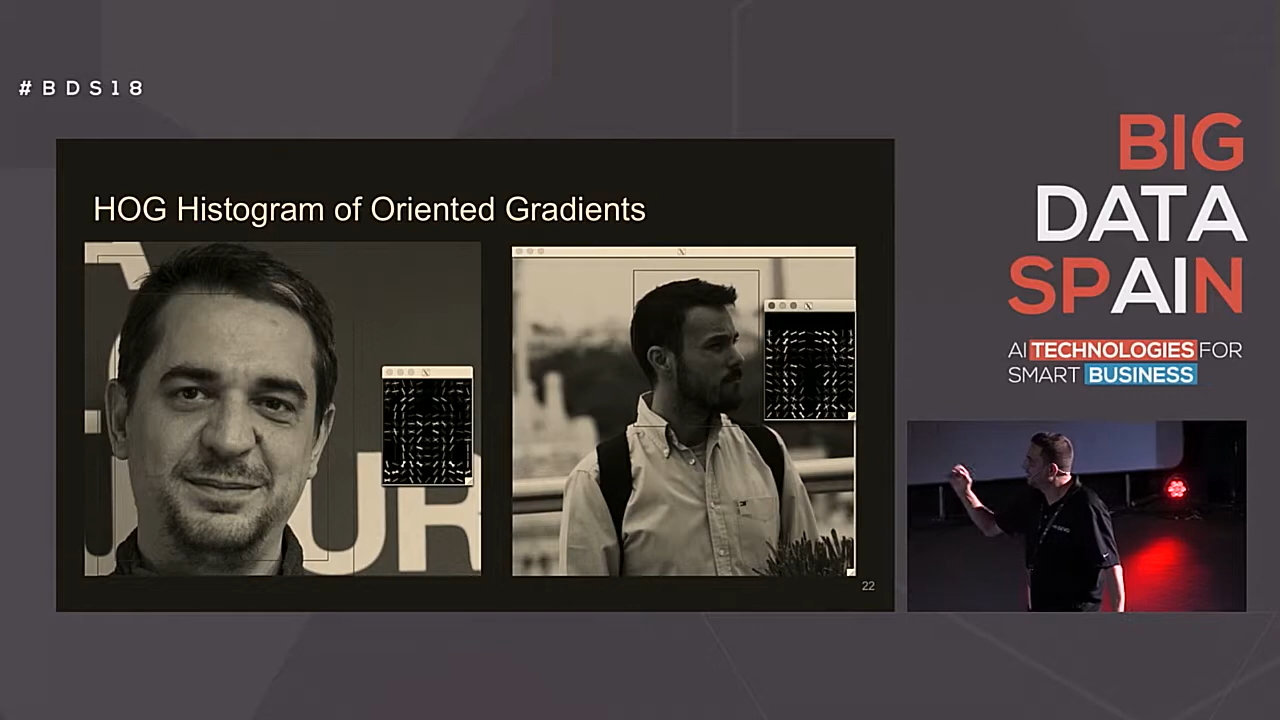 #BDS18
HOG Histogram of Oriented Gradients
22
BIG
DATA
SPAIN
AI TECHNOLOGIES FOR
SMART BUSINESS